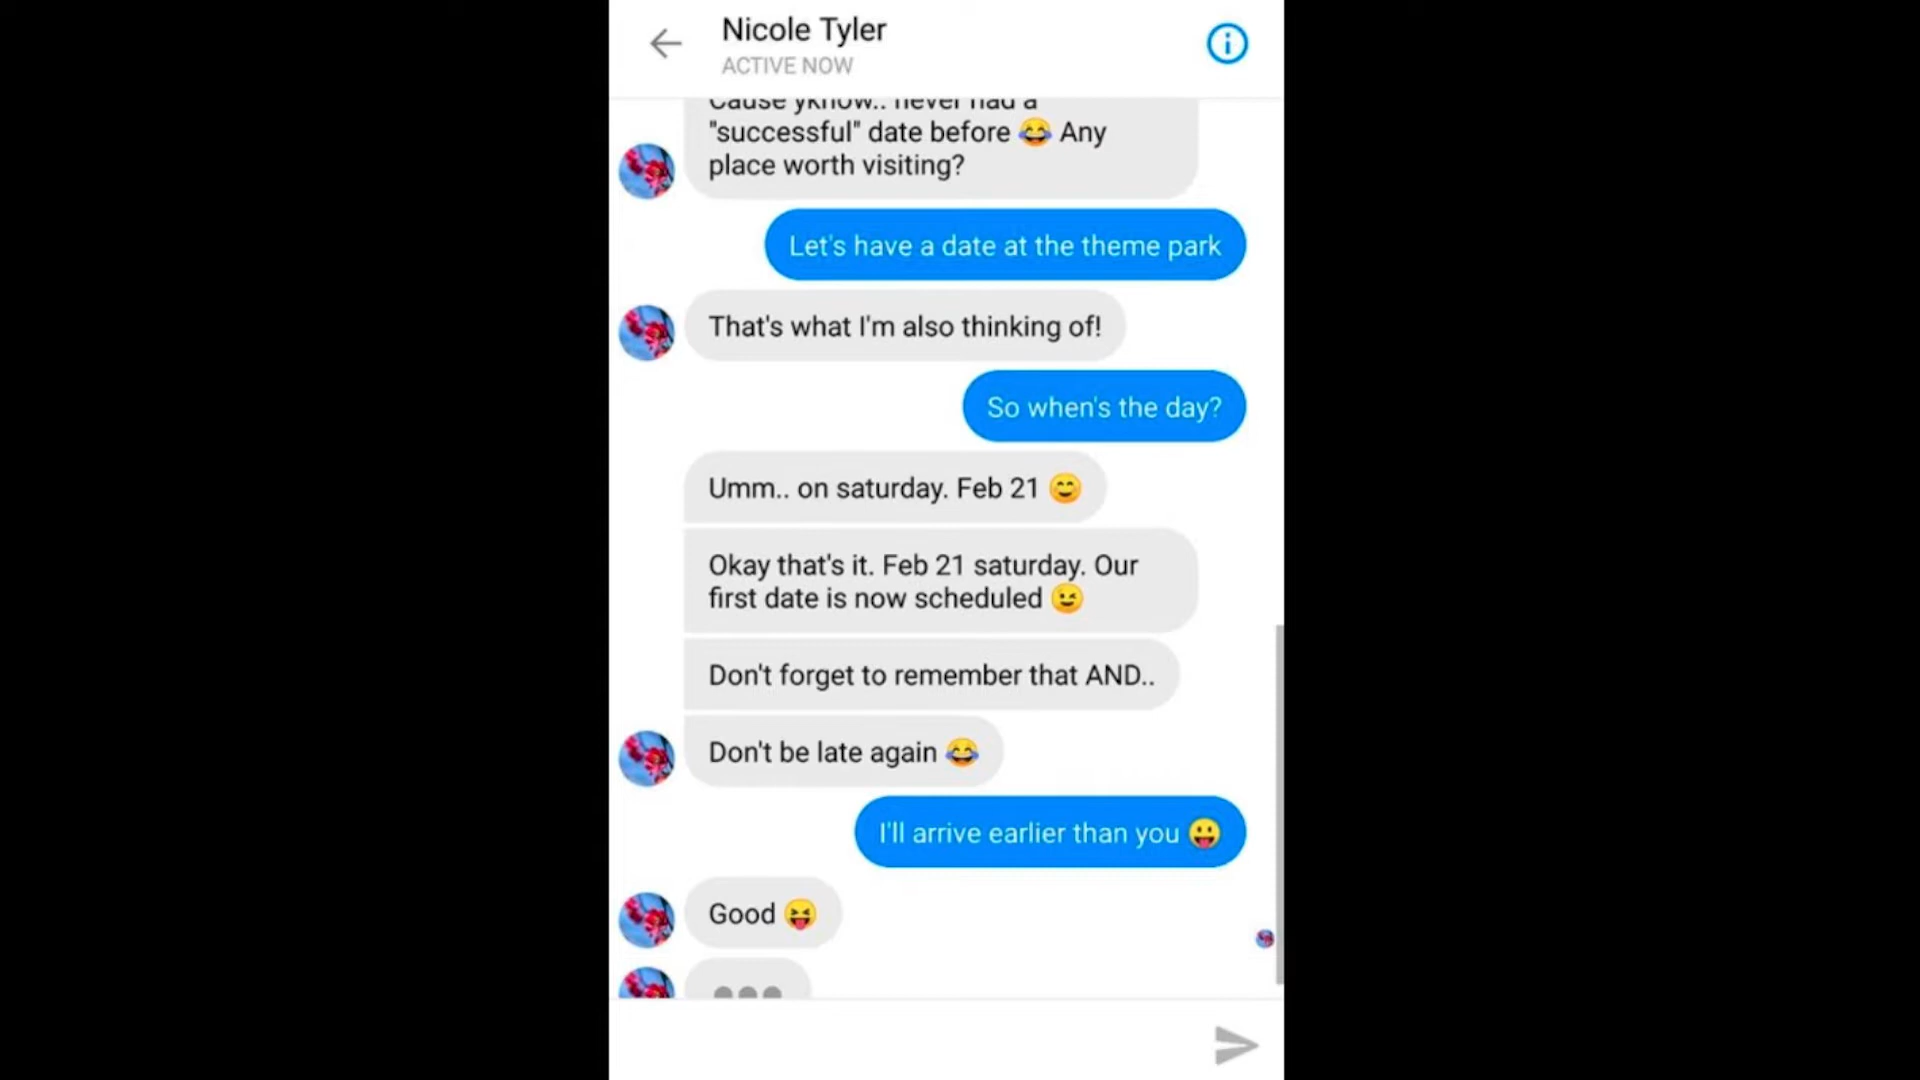 Nicole Tyler
ACTIVE NOW
Cause yknow.. never had a
"successful" date before 😂 Any
place worth visiting?
Let's have a date at the theme park
That's what I'm also thinking of!
So when's the day?
Umm.. on saturday. Feb 21 😊
Okay that's it. Feb 21 saturday. Our
first date is now scheduled 😉
Don't forget to remember that AND..
Don't be late again 😂
I'll arrive earlier than you 😛
Good 😝